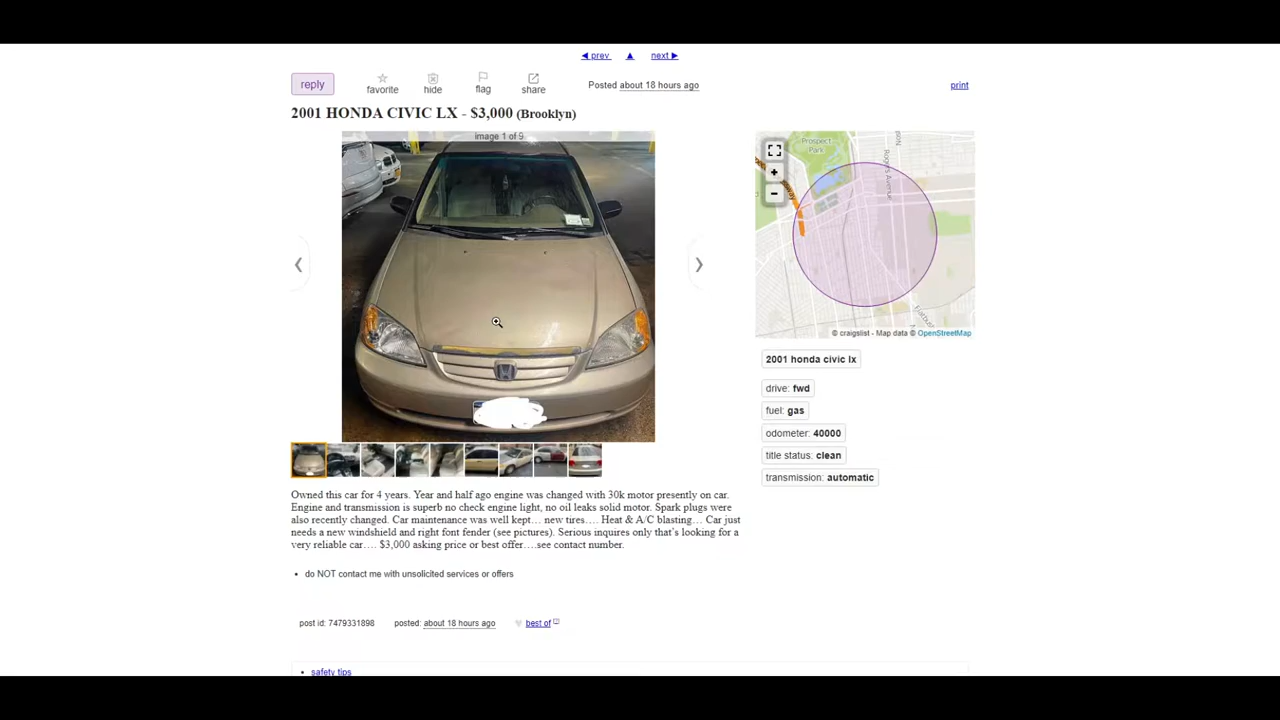 ◀ prev ▲ next ▶
reply
favorite
hide
flag
share
Posted about 18 hours ago
print
2001 HONDA CIVIC LX - $3,000 (Brooklyn)
image 1 of 9
Prospect
Park
Rogers Avenue
© craigslist - Map data © OpenStreetMap
2001 honda civic lx
drive: fwd
fuel: gas
odometer: 40000
title status: clean
transmission: automatic
Owned this car for 4 years. Year and half ago engine was changed with 30k motor presently on car.
Engine and transmission is superb no check engine light, no oil leaks solid motor. Spark plugs were
also recently changed. Car maintenance was well kept… new tires…. Heat & A/C blasting… Car just
needs a new windshield and right font fender (see pictures). Serious inquires only that’s looking for a
very reliable car…. $3,000 asking price or best offer….see contact number.
• do NOT contact me with unsolicited services or offers
post id: 7479331898 posted: about 18 hours ago ♥ best of [?]
• safety tips